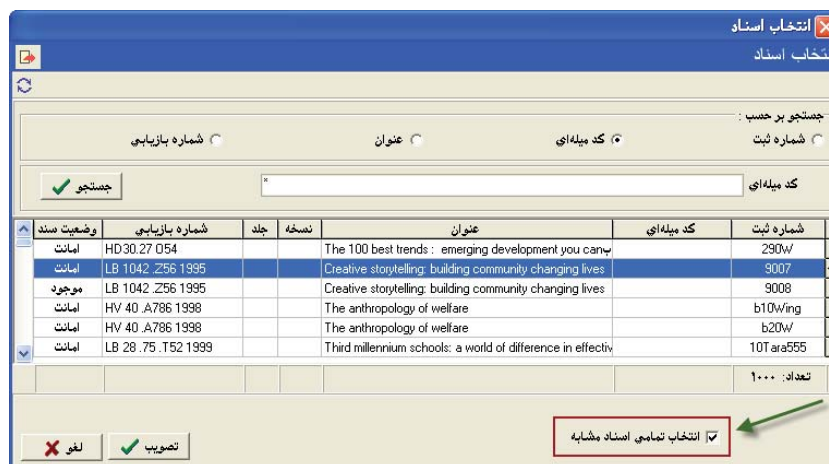 انتخاب اسناد
نتخاب اسناد
جستجو بر حسب :
شماره ثبت کد میله‌ای عنوان شماره بازیابی
کد میله‌ای * جستجو
شماره ثبت کد میله‌ای عنوان نسخه جلد شماره بازیابی وضعیت سند
290W The 100 best trends : emerging development you can HD30.27 O54 امانت
9007 Creative storytelling: building community changing lives LB 1042 .Z56 1995 امانت
9008 Creative storytelling: building community changing lives LB 1042 .Z56 1995 موجود
b10Wing The anthropology of welfare HV 40 .A786 1998 امانت
b20W The anthropology of welfare HV 40 .A786 1998 امانت
10Tara555 Third millennium schools: a world of difference in effectiv LB 28 .75 .T52 1999 امانت
تعداد: ۱۰۰۰
انتخاب تمامی اسناد مشابه
تصویب لغو